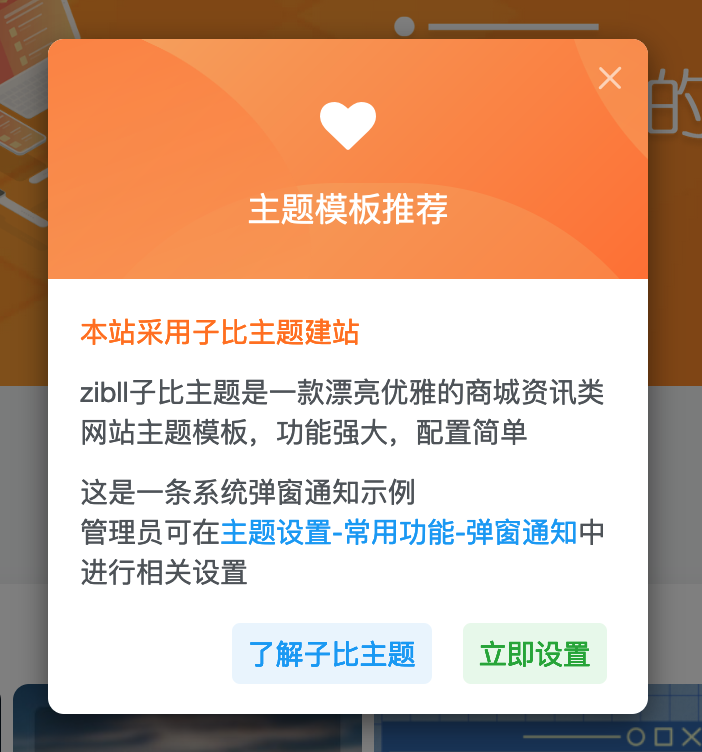 的
主题模板推荐
本站采用子比主题建站
zibll子比主题是一款漂亮优雅的商城资讯类
网站主题模板，功能强大，配置简单
这是一条系统弹窗通知示例
管理员可在主题设置-常用功能-弹窗通知中
进行相关设置
了解子比主题
立即设置